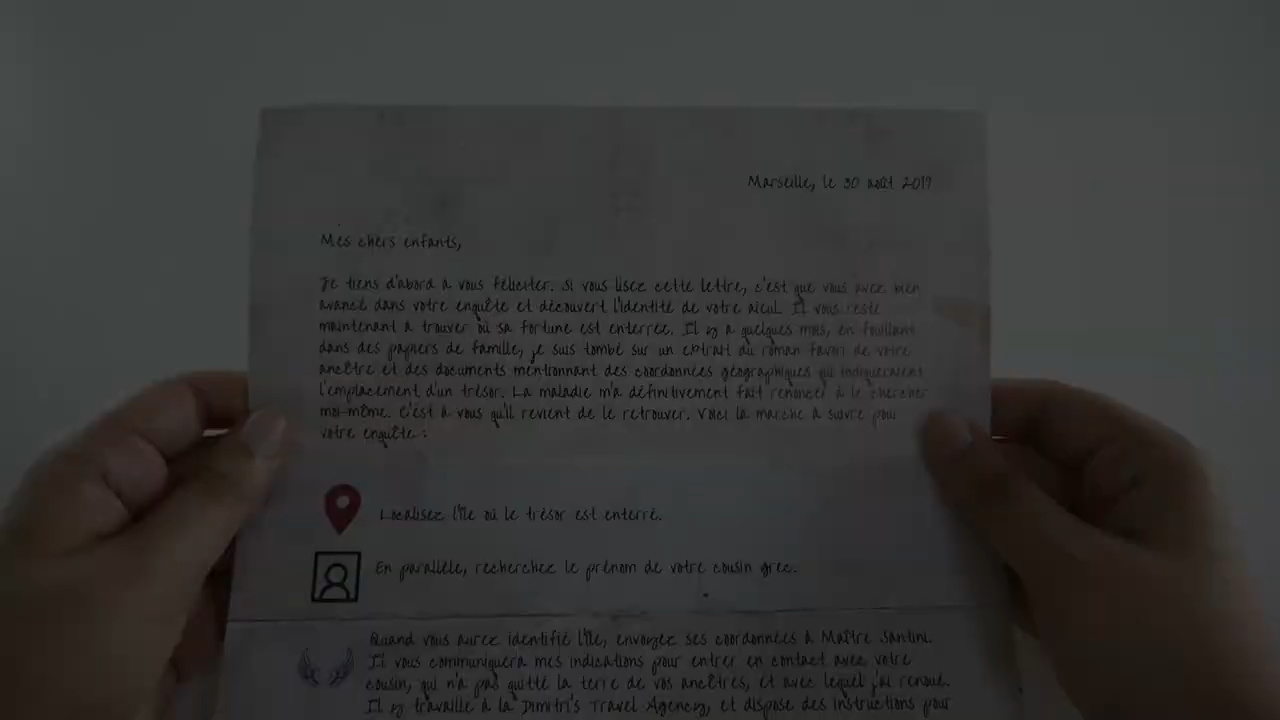 Marseille, le 30 août 2019
Mes chers enfants,
Je tiens d'abord à vous féliciter. Si vous lisez cette lettre, c'est que vous avez bien
avancé dans votre enquête et découvert l'identité de votre aïeul. Il vous reste
maintenant à trouver où sa fortune est enterrée. Il y a quelques mois, en fouillant
dans des papiers de famille, je suis tombé sur un extrait du roman favori de votre
ancêtre et des documents mentionnant des coordonnées géographiques qui indiqueraient
l'emplacement d'un trésor. La maladie m'a définitivement fait renoncer à le chercher
moi-même. C'est à vous qu'il revient de le retrouver. Voici la marche à suivre pour
votre enquête :
Localisez l'île où le trésor est enterré.
En parallèle, recherchez le prénom de votre cousin grec.
Quand vous aurez identifié l'île, envoyez ses coordonnées à Maître Santini.
Il vous communiquera mes indications pour entrer en contact avec votre
cousin, qui n'a pas quitté la terre de vos ancêtres, et avec lequel j'ai renoué.
Il y travaille à la Dimitri's Travel Agency, et dispose des instructions pour